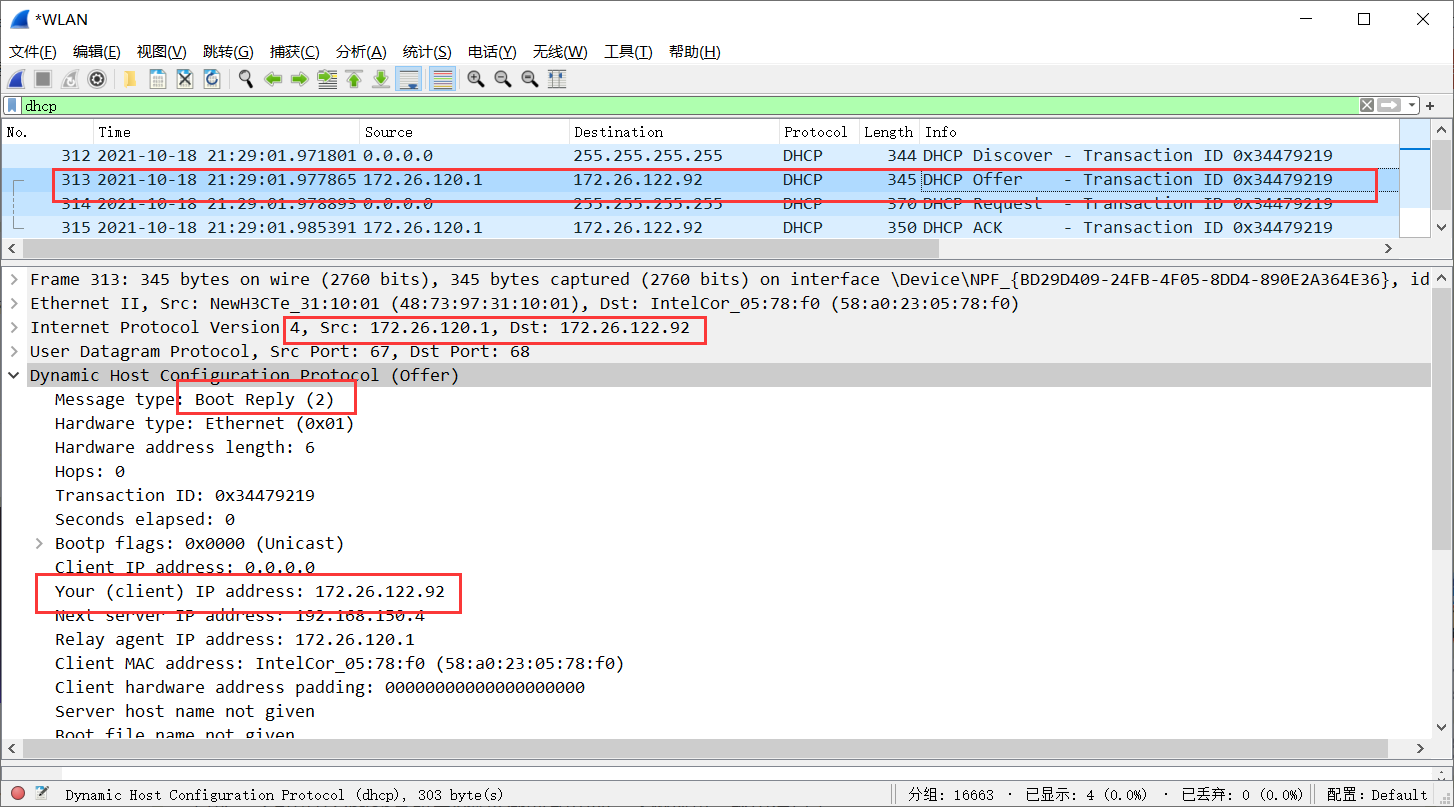 *WLAN
文件(F) 编辑(E) 视图(V) 跳转(G) 捕获(C) 分析(A) 统计(S) 电话(Y) 无线(W) 工具(T) 帮助(H)
dhcp
No. Time Source Destination Protocol Length Info
312 2021-10-18 21:29:01.971801 0.0.0.0 255.255.255.255 DHCP 344 DHCP Discover - Transaction ID 0x34479219
313 2021-10-18 21:29:01.977865 172.26.120.1 172.26.122.92 DHCP 345 DHCP Offer - Transaction ID 0x34479219
314 2021-10-18 21:29:01.978893 0.0.0.0 255.255.255.255 DHCP 370 DHCP Request - Transaction ID 0x34479219
315 2021-10-18 21:29:01.985391 172.26.120.1 172.26.122.92 DHCP 350 DHCP ACK - Transaction ID 0x34479219
Frame 313: 345 bytes on wire (2760 bits), 345 bytes captured (2760 bits) on interface \Device\NPF_{BD29D409-24FB-4F05-8DD4-890E2A364E36}, id
Ethernet II, Src: NewH3CTe_31:10:01 (48:73:97:31:10:01), Dst: IntelCor_05:78:f0 (58:a0:23:05:78:f0)
Internet Protocol Version 4, Src: 172.26.120.1, Dst: 172.26.122.92
User Datagram Protocol, Src Port: 67, Dst Port: 68
Dynamic Host Configuration Protocol (Offer)
Message type: Boot Reply (2)
Hardware type: Ethernet (0x01)
Hardware address length: 6
Hops: 0
Transaction ID: 0x34479219
Seconds elapsed: 0
Bootp flags: 0x0000 (Unicast)
Client IP address: 0.0.0.0
Your (client) IP address: 172.26.122.92
Next server IP address: 192.168.150.4
Relay agent IP address: 172.26.120.1
Client MAC address: IntelCor_05:78:f0 (58:a0:23:05:78:f0)
Client hardware address padding: 00000000000000000000
Server host name not given
Boot file name not given
Dynamic Host Configuration Protocol (dhcp), 303 byte(s) 分组: 16663 · 已显示: 4 (0.0%) · 已丢弃: 0 (0.0%) 配置: Default